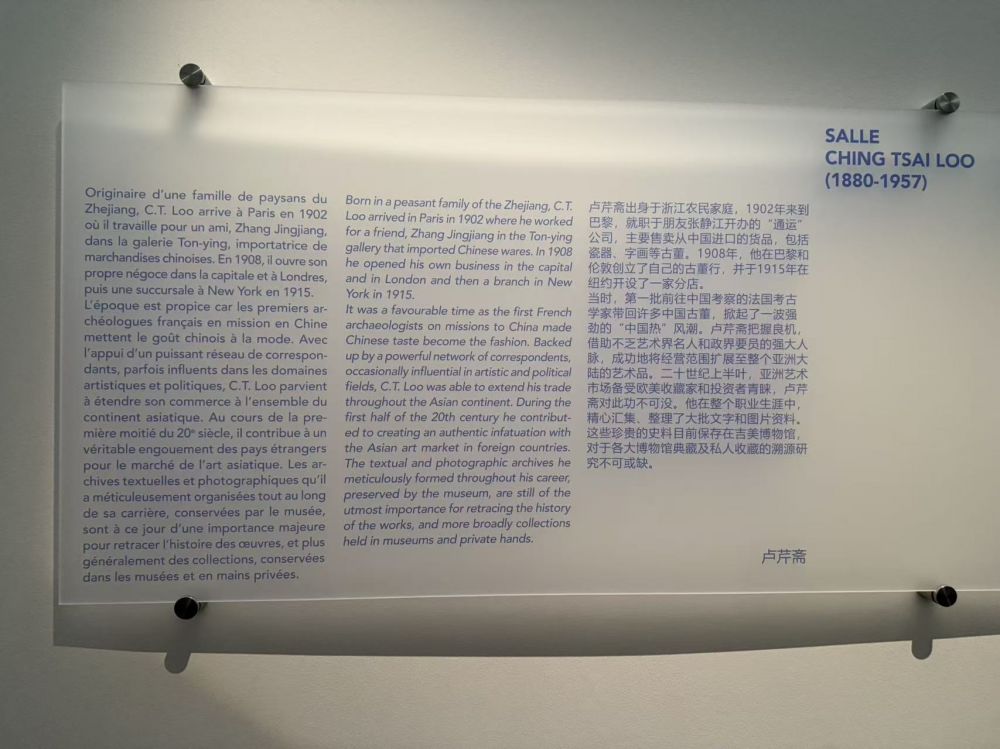 SALLE
CHING TSAI LOO
(1880-1957)
Originaire d'une famille de paysans du
Zhejiang, C.T. Loo arrive à Paris en 1902
où il travaille pour un ami, Zhang Jingjiang,
dans la galerie Ton-ying, importatrice de
marchandises chinoises. En 1908, il ouvre son
propre négoce dans la capitale et à Londres,
puis une succursale à New York en 1915.
L'époque est propice car les premiers ar-
chéologues français en mission en Chine
mettent le goût chinois à la mode. Avec
l'appui d'un puissant réseau de correspon-
dants, parfois influents dans les domaines
artistiques et politiques, C.T. Loo parvient
à étendre son commerce à l'ensemble du
continent asiatique. Au cours de la pre-
mière moitié du 20e siècle, il contribue à un
véritable engouement des pays étrangers
pour le marché de l'art asiatique. Les ar-
chives textuelles et photographiques qu'il
a méticuleusement organisées tout au long
de sa carrière, conservées par le musée,
sont à ce jour d'une importance majeure
pour retracer l'histoire des œuvres, et plus
généralement des collections, conservées
dans les musées et en mains privées.
Born in a peasant family of the Zhejiang, C.T.
Loo arrived in Paris in 1902 where he worked
for a friend, Zhang Jingjiang in the Ton-ying
gallery that imported Chinese wares. In 1908
he opened his own business in the capital
and in London and then a branch in New
York in 1915.
It was a favourable time as the first French
archaeologists on missions to China made
Chinese taste become the fashion. Backed
up by a powerful network of correspondents,
occasionally influential in artistic and political
fields, C.T. Loo was able to extend his trade
throughout the Asian continent. During the
first half of the 20th century he contribut-
ed to creating an authentic infatuation with
the Asian art market in foreign countries.
The textual and photographic archives he
meticulously formed throughout his career,
preserved by the museum, are still of the
utmost importance for retracing the history
of the works, and more broadly collections
held in museums and private hands.
卢芹斋出身于浙江农民家庭，1902年来到
巴黎，就职于朋友张静江开办的“通运”
公司，主要售卖从中国进口的货品，包括
瓷器、字画等古董。1908年，他在巴黎和
伦敦创立了自己的古董行，并于1915年在
纽约开设了一家分店。
当时，第一批前往中国考察的法国考古
学家带回许多中国古董，掀起了一波强
劲的“中国热”风潮。卢芹斋把握良机，
借助不乏艺术界名人和政界要员的强大人
脉，成功地将经营范围扩展至整个亚洲大
陆的艺术品。二十世纪上半叶，亚洲艺术
市场备受欧美收藏家和投资者青睐，卢芹
斋对此功不可没。他在整个职业生涯中，
精心汇集、整理了大批文字和图片资料。
这些珍贵的史料目前保存在吉美博物馆，
对于各大博物馆典藏及私人收藏的溯源研
究不可或缺。
卢芹斋